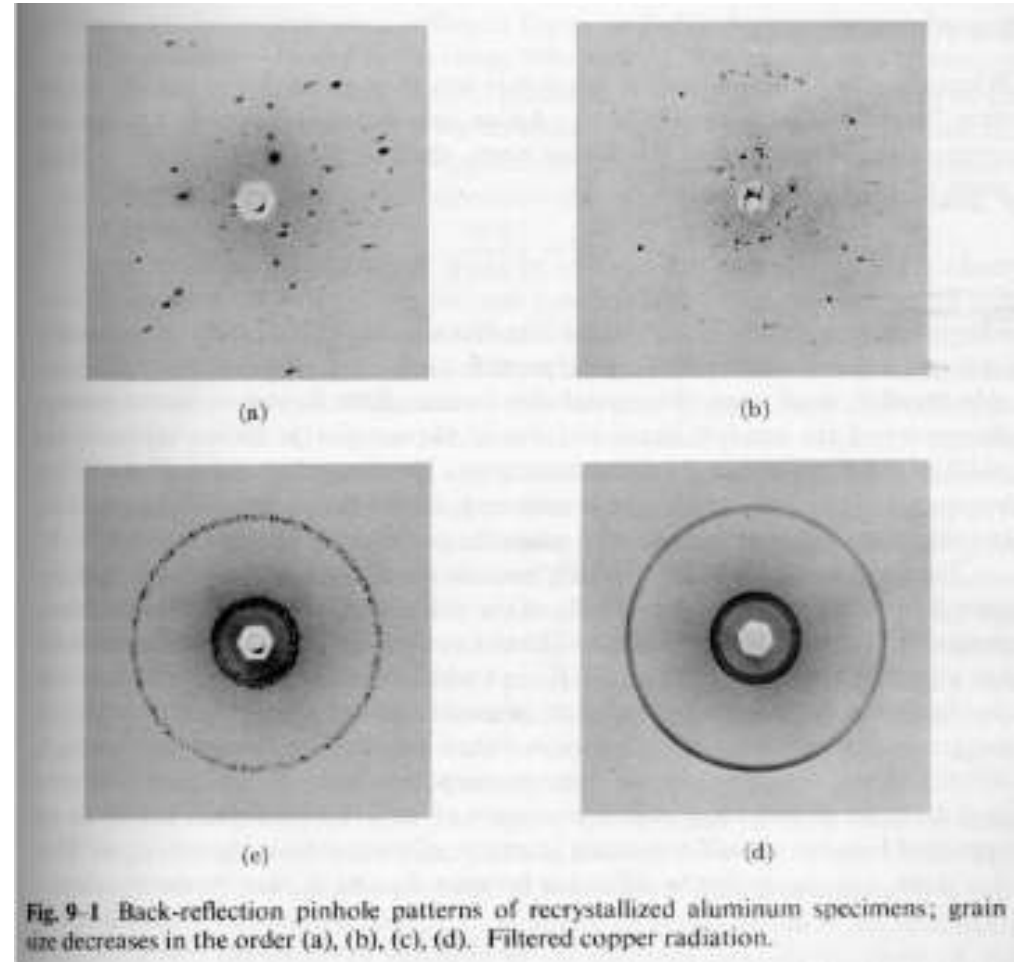 (a) (b)
(c) (d)
Fig. 9-1 Back-reflection pinhole patterns of recrystallized aluminum specimens; grain
size decreases in the order (a), (b), (c), (d). Filtered copper radiation.